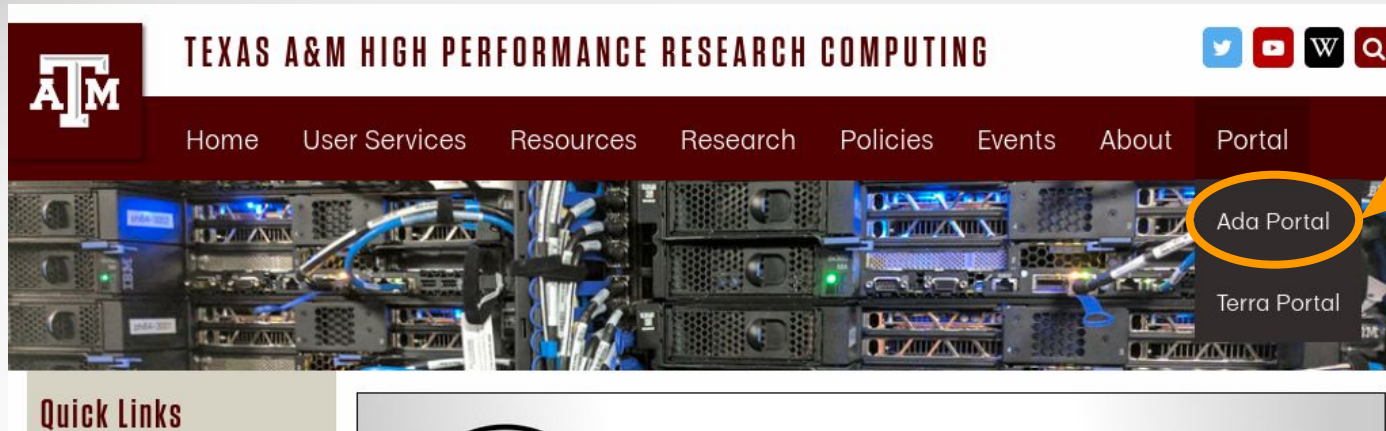 TEXAS A&M HIGH PERFORMANCE RESEARCH COMPUTING
W
ATM
Home User Services Resources Research Policies Events About Portal
Ada Portal
Terra Portal
IBM
Quick Links